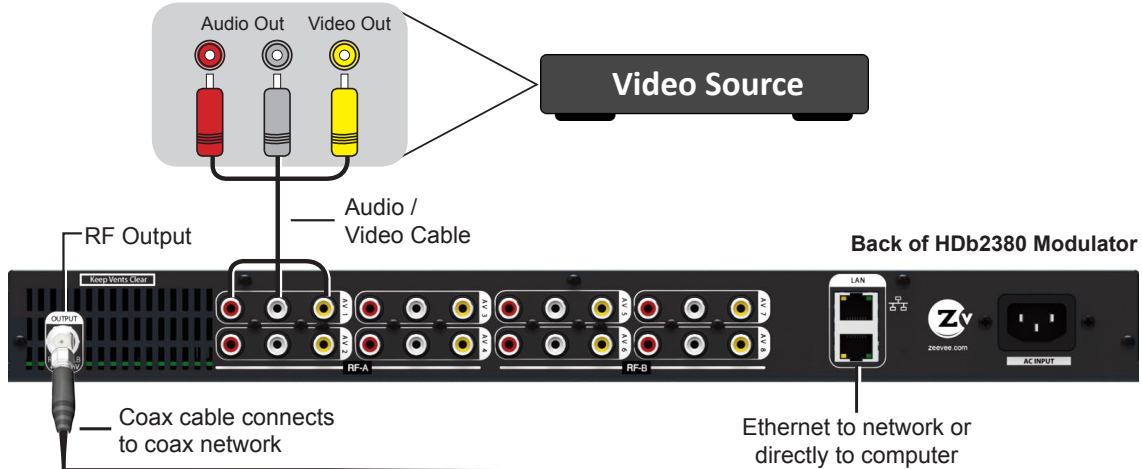 Audio Out Video Out
Video Source
Audio /
Video Cable
RF Output
Back of HDb2380 Modulator
Keep Vents Clear
LAN
OUTPUT
AV 1
AV 3
AV 5
AV 7
Zv
zeevee.com
AV 2
AV 4
AV 6
AV 8
AC INPUT
RF-A
RF-B
Coax cable connects
to coax network
Ethernet to network or
directly to computer